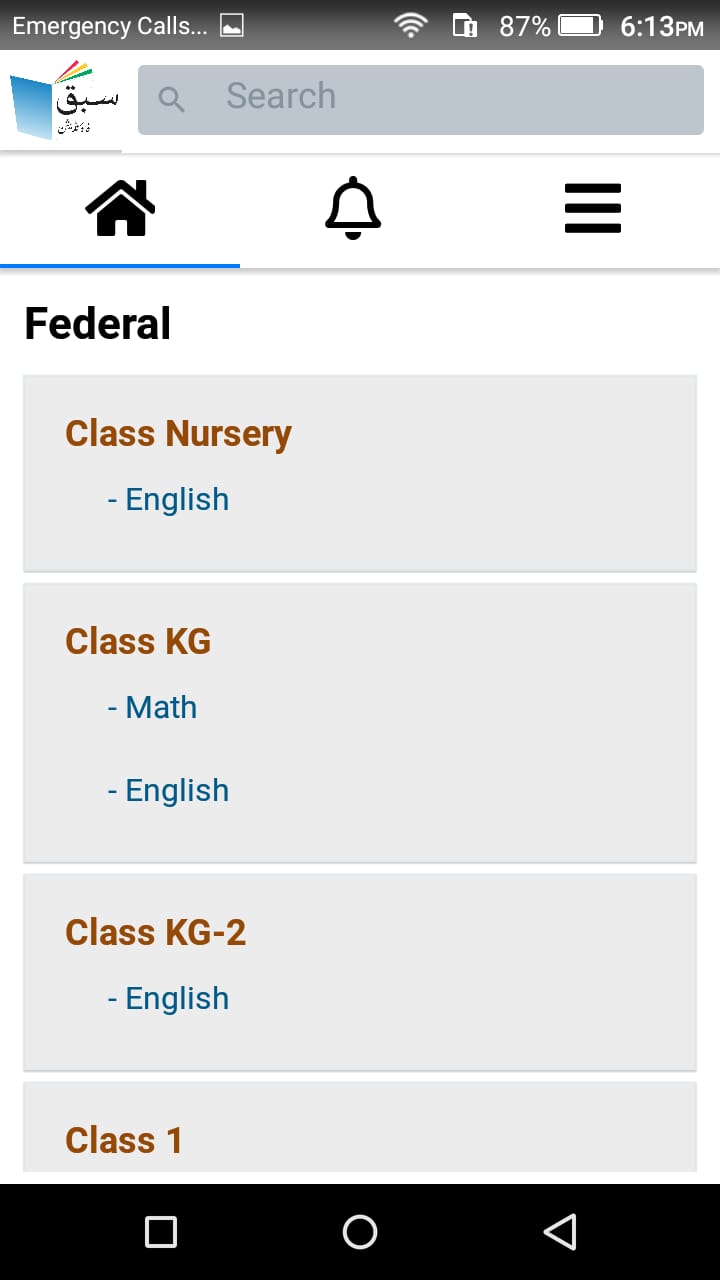 Emergency Calls...
87%
6:13PM
سبق
فاؤنڈیشن
Search
Federal
Class Nursery
- English
Class KG
- Math
- English
Class KG-2
- English
Class 1